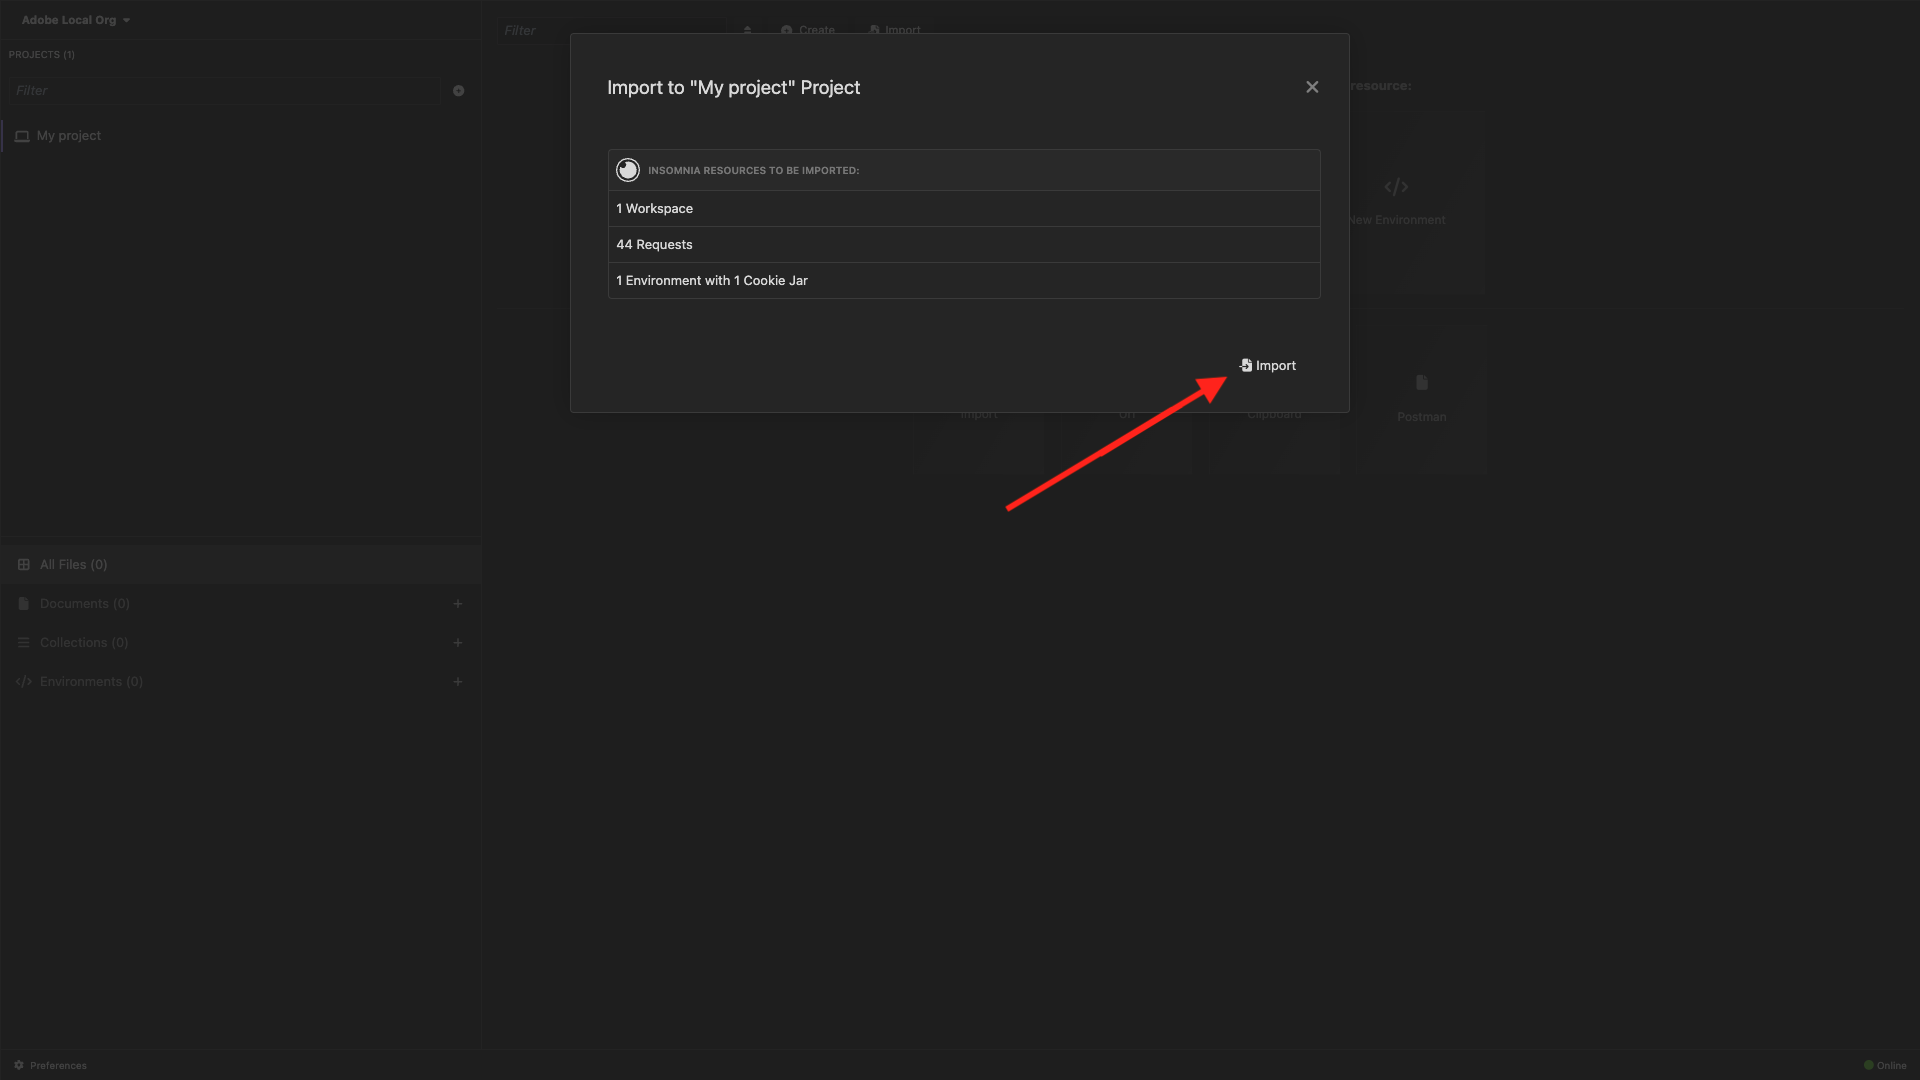 Adobe Local Org
PROJECTS (1)
Filter
My project
All Files (0)
Documents (0)
Collections (0)
Environments (0)
Preferences
Filter
Create
Import
resource:
Import to "My project" Project
INSOMNIA RESOURCES TO BE IMPORTED:
1 Workspace
44 Requests
1 Environment with 1 Cookie Jar
Import
New Environment
Import
Url
Clipboard
Postman
Online